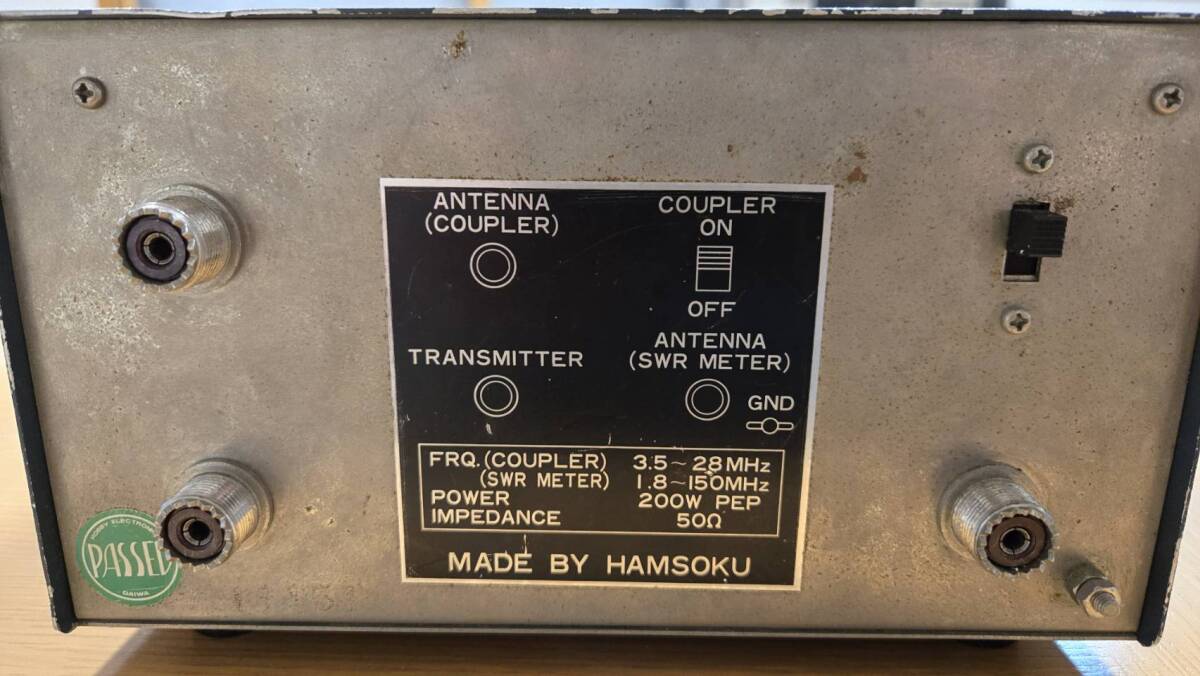 ANTENNA
(COUPLER)
COUPLER
ON
OFF
TRANSMITTER
ANTENNA
(SWR METER)
GND
FRQ. (COUPLER) 3.5~28MHz
(SWR METER) 1.8~150MHz
POWER 200W PEP
IMPEDANCE 50Ω
MADE BY HAMSOKU
PASSED
DAIWA